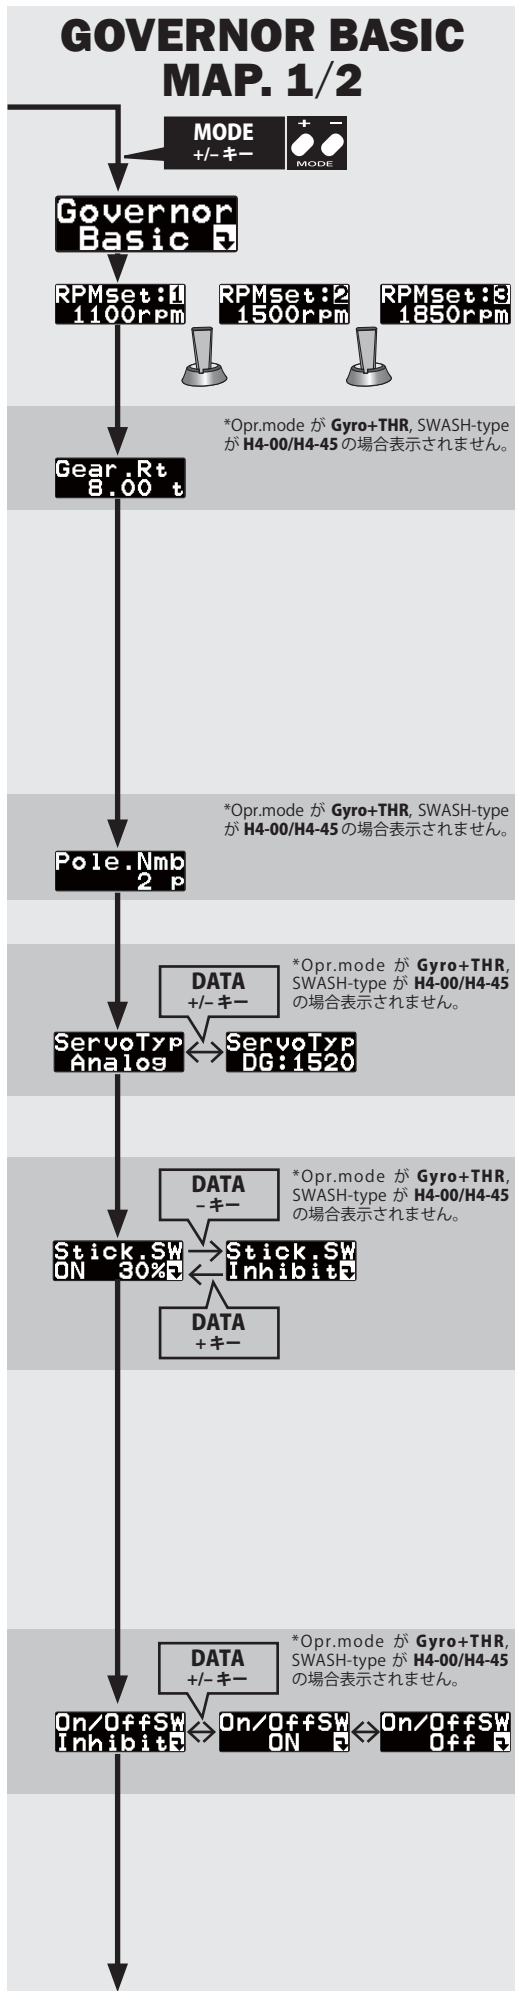 GOVERNOR BASIC
MAP. 1/2
MODE
+/– キー
+ –
MODE
Governor
Basic
RPMset:1
1100rpm
RPMset:2
1500rpm
RPMset:3
1850rpm
*Opr.mode が Gyro+THR, SWASH-type
が H4-00/H4-45 の場合表示されません。
Gear.Rt
8.00 t
*Opr.mode が Gyro+THR, SWASH-type
が H4-00/H4-45 の場合表示されません。
Pole.Nmb
2 p
*Opr.mode が Gyro+THR,
SWASH-type が H4-00/H4-45
の場合表示されません。
DATA
+/– キー
ServoTyp
Analog
ServoTyp
DG:1520
*Opr.mode が Gyro+THR,
SWASH-type が H4-00/H4-45
の場合表示されません。
DATA
– キー
Stick.SW
ON 30%
Stick.SW
Inhibit
DATA
+ キー
*Opr.mode が Gyro+THR,
SWASH-type が H4-00/H4-45
の場合表示されません。
DATA
+/– キー
On/OffSW
Inhibit
On/OffSW
ON
On/OffSW
Off